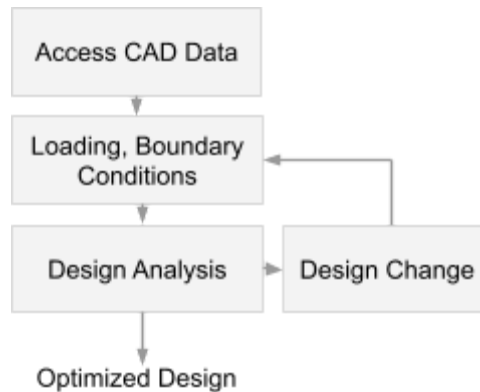 Access CAD Data
Loading, Boundary
Conditions
Design Analysis
Design Change
Optimized Design